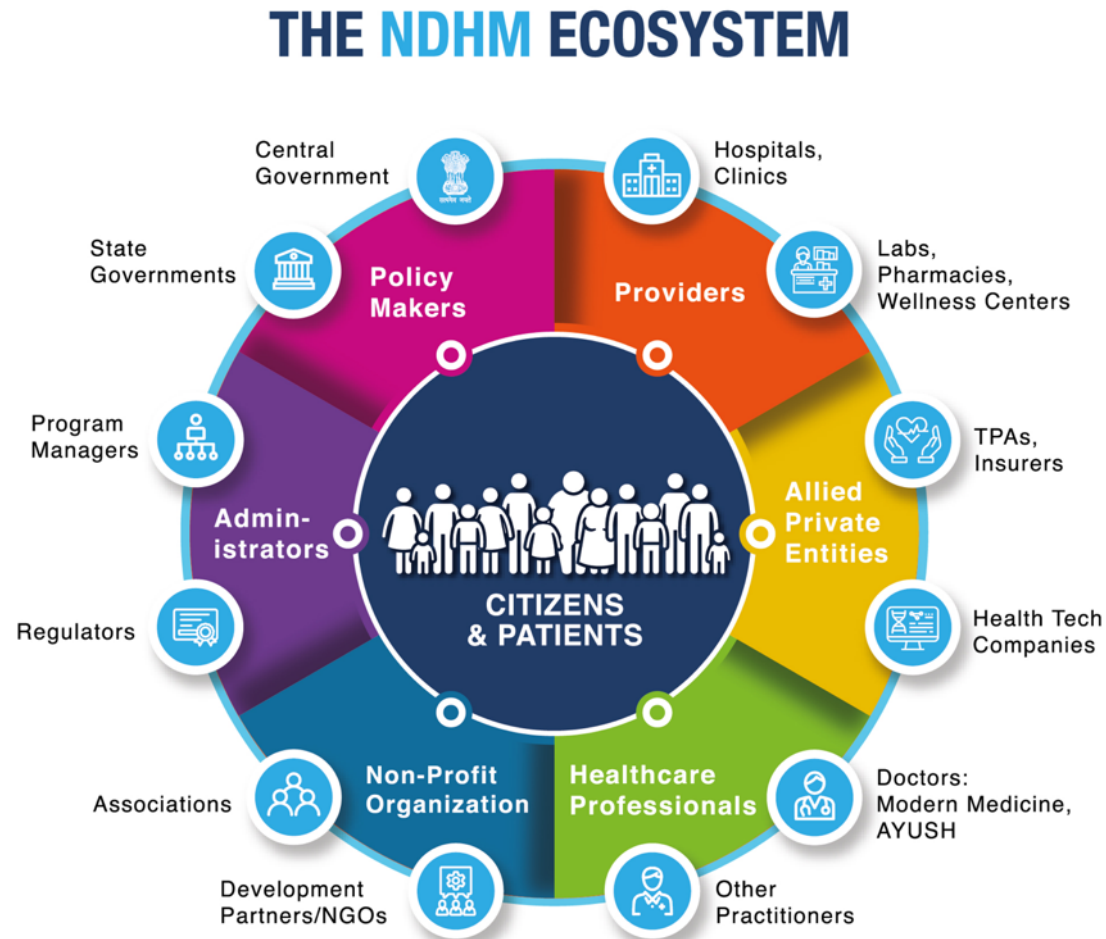 THE NDHM ECOSYSTEM
Central
Government
Hospitals,
Clinics
State
Governments
Policy
Makers
Providers
Labs,
Pharmacies,
Wellness Centers
Program
Managers
Admin-
istrators
Allied
Private
Entities
TPAs,
Insurers
CITIZENS
& PATIENTS
Regulators
Health Tech
Companies
Non-Profit
Organization
Healthcare
Professionals
Associations
Doctors:
Modern Medicine,
AYUSH
Development
Partners/NGOs
Other
Practitioners